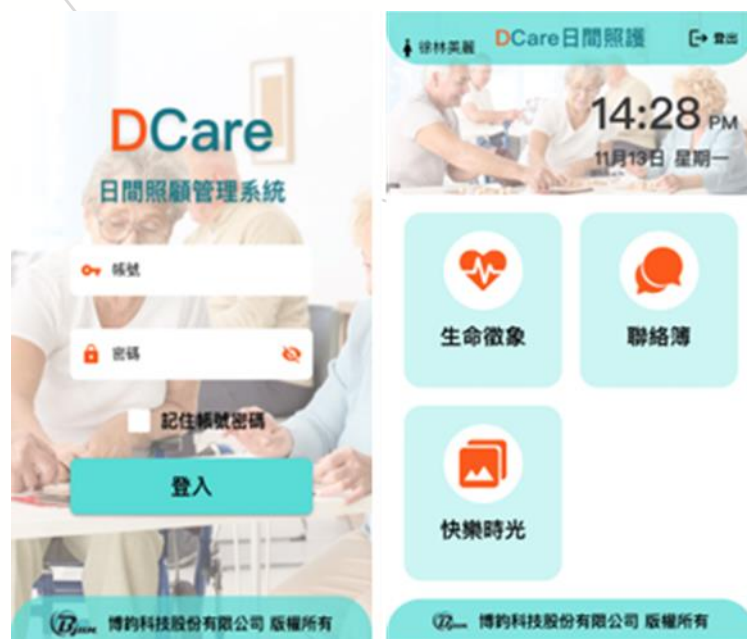 DCare
日間照顧管理系統
帳號
密碼
記住帳號密碼
登入
博鈞科技股份有限公司 版權所有
徐林英麗
DCare日間照護
登出
14:28 PM
11月13日 星期一
生命徵象
聯絡簿
快樂時光
博鈞科技股份有限公司 版權所有